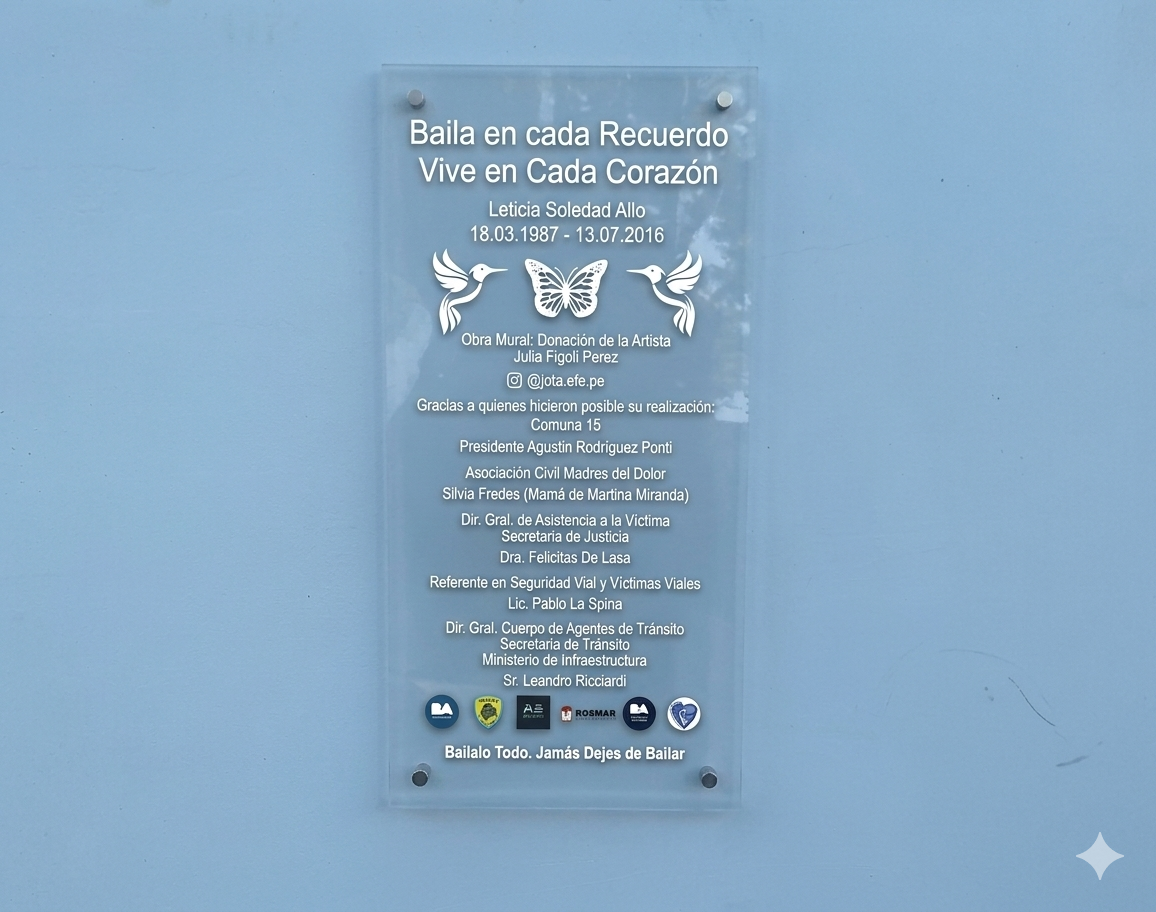 Baila en cada Recuerdo
Vive en Cada Corazón
Leticia Soledad Allo
18.03.1987 - 13.07.2016
Obra Mural: Donación de la Artista
Julia Figoli Perez
@jota.efe.pe
Gracias a quienes hicieron posible su realización:
Comuna 15
Presidente Agustin Rodriguez Ponti
Asociación Civil Madres del Dolor
Silvia Fredes (Mamá de Martina Miranda)
Dir. Gral. de Asistencia a la Victima
Secretaria de Justicia
Dra. Felicitas De Lasa
Referente en Seguridad Vial y Victimas Viales
Lic. Pablo La Spina
Dir. Gral. Cuerpo de Agentes de Tránsito
Secretaria de Tránsito
Ministerio de Infraestructura
Sr. Leandro Ricciardi
BA
ROSMAR
BA
Bailalo Todo. Jamás Dejes de Bailar